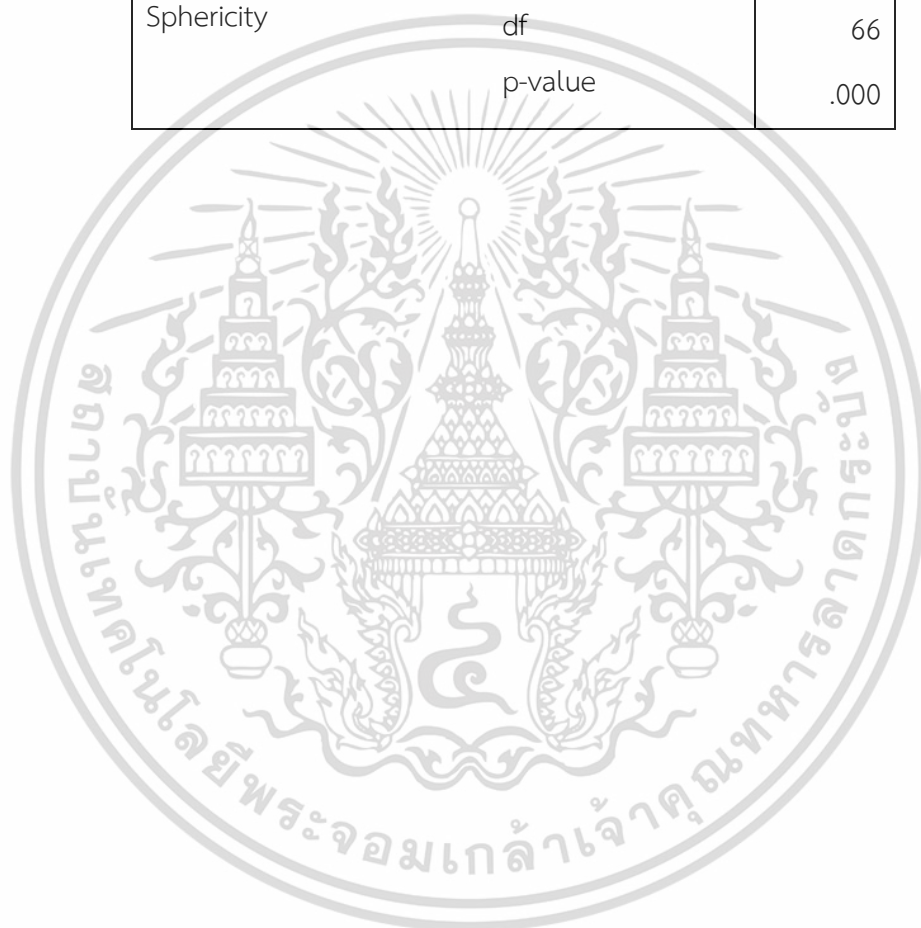 Sphericity df 66
p-value .000
สถาบันเทคโนโลยีพระจอมเกล้าเจ้าคุณทหารลาดกระบัง
๔